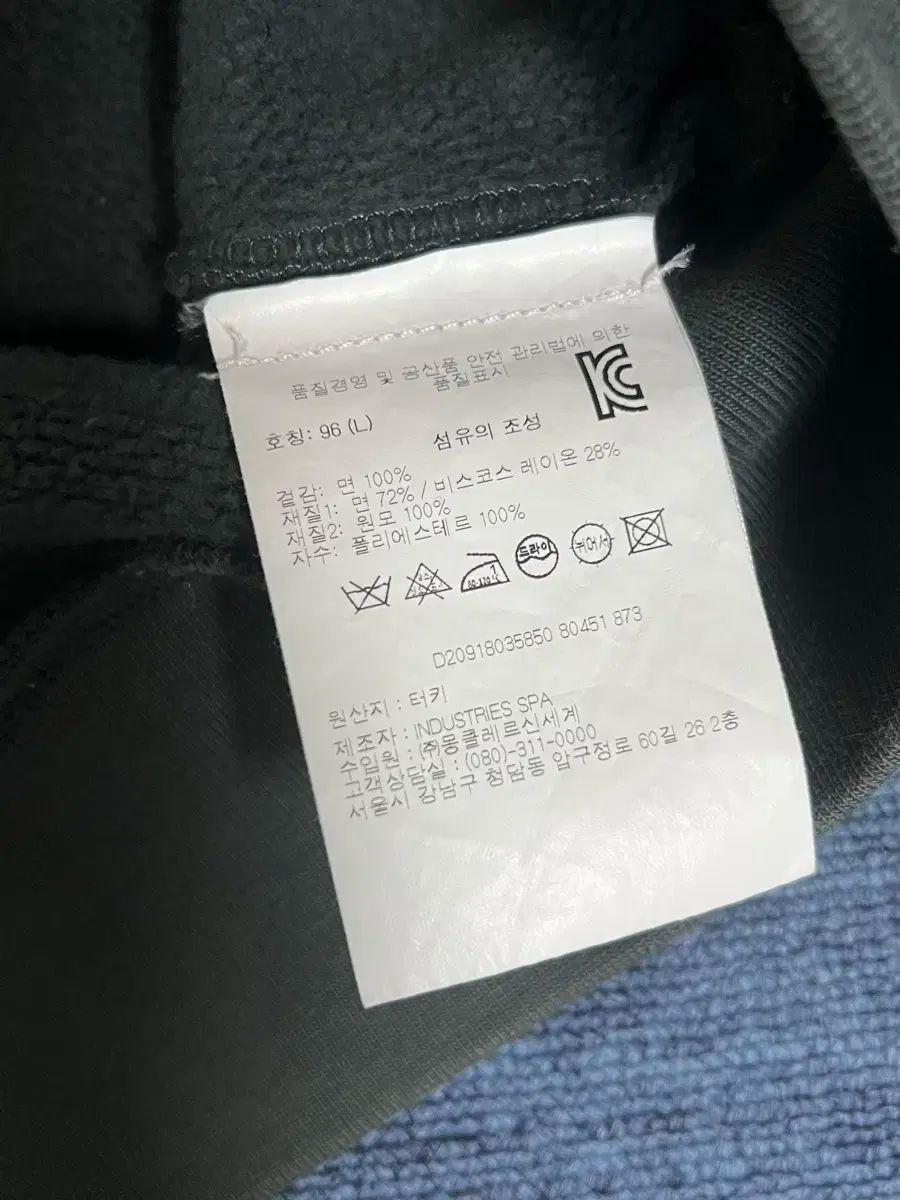 품질경영 및 공산품 안전 관리법에 의한
품질표시
KC
호칭: 96 (L)
섬유의 조성
겉감: 면 100%
재질1: 면 72% / 비스코스 레이온 28%
재질2: 원모 100%
자수: 폴리에스테르 100%
드라이
뉘어서
D20918035850 80451 873
원산지 : 터키
제조자 : INDUSTRIES SPA
수입원 : ㈜몽클레르신세계
고객상담실 : (080)-311-0000
서울시 강남구 청담동 압구정로 60길 26 2층